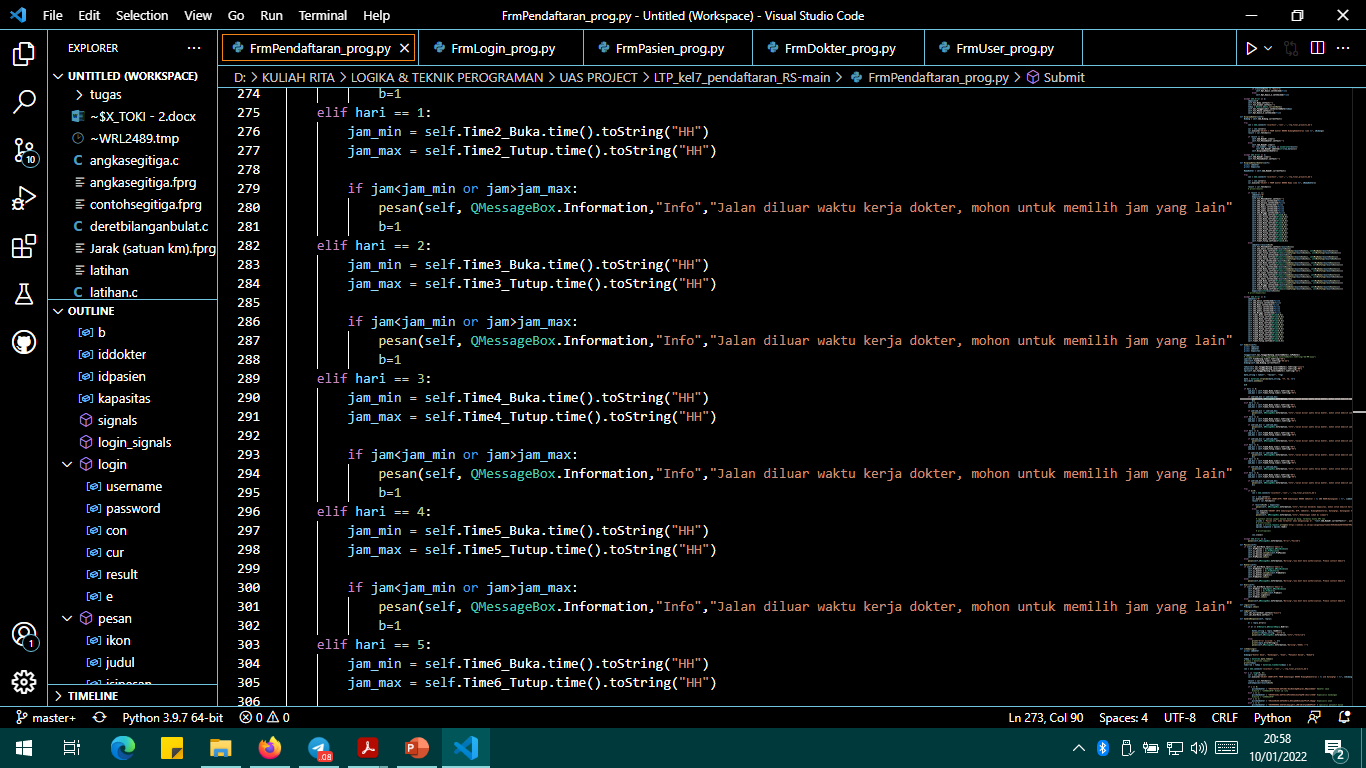 File Edit Selection View Go Run Terminal Help
FrmPendaftaran_prog.py - Untitled (Workspace) - Visual Studio Code
EXPLORER
UNTITLED (WORKSPACE)
tugas
~$X_TOKI - 2.docx
~WRL2489.tmp
angkasegitiga.c
angkasegitiga.fprg
contohsegitiga.fprg
deretbilanganbulat.c
Jarak (satuan km).fprg
latihan
latihan.c
OUTLINE
b
iddokter
idpasien
kapasitas
signals
login_signals
login
username
password
con
cur
result
e
pesan
ikon
judul
TIMELINE
10
1
FrmPendaftaran_prog.py FrmLogin_prog.py FrmPasien_prog.py FrmDokter_prog.py FrmUser_prog.py
D: > KULIAH RITA > LOGIKA & TEKNIK PEROGRAMAN > UAS PROJECT > LTP_kel7_pendaftaran_RS-main > FrmPendaftaran_prog.py > Submit
274 b=1
275 elif hari == 1:
276 jam_min = self.Time2_Buka.time().toString("HH")
277 jam_max = self.Time2_Tutup.time().toString("HH")
278
279 if jam<jam_min or jam>jam_max:
280 pesan(self, QMessageBox.Information,"Info","Jalan diluar waktu kerja dokter, mohon untuk memilih jam yang lain"
281 b=1
282 elif hari == 2:
283 jam_min = self.Time3_Buka.time().toString("HH")
284 jam_max = self.Time3_Tutup.time().toString("HH")
285
286 if jam<jam_min or jam>jam_max:
287 pesan(self, QMessageBox.Information,"Info","Jalan diluar waktu kerja dokter, mohon untuk memilih jam yang lain"
288 b=1
289 elif hari == 3:
290 jam_min = self.Time4_Buka.time().toString("HH")
291 jam_max = self.Time4_Tutup.time().toString("HH")
292
293 if jam<jam_min or jam>jam_max:
294 pesan(self, QMessageBox.Information,"Info","Jalan diluar waktu kerja dokter, mohon untuk memilih jam yang lain"
295 b=1
296 elif hari == 4:
297 jam_min = self.Time5_Buka.time().toString("HH")
298 jam_max = self.Time5_Tutup.time().toString("HH")
299
300 if jam<jam_min or jam>jam_max:
301 pesan(self, QMessageBox.Information,"Info","Jalan diluar waktu kerja dokter, mohon untuk memilih jam yang lain"
302 b=1
303 elif hari == 5:
304 jam_min = self.Time6_Buka.time().toString("HH")
305 jam_max = self.Time6_Tutup.time().toString("HH")
306
master+ Python 3.9.7 64-bit 0 0 Ln 273, Col 90 Spaces: 4 UTF-8 CRLF Python
.08
20:58
10/01/2022
2